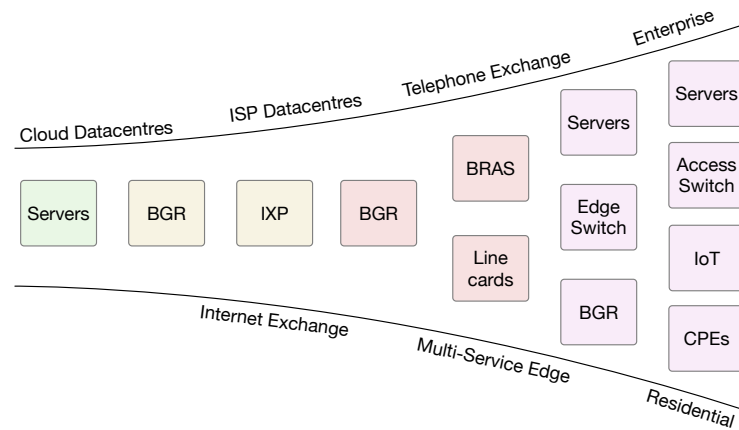 Cloud Datacentres
ISP Datacentres
Telephone Exchange
Enterprise
Servers
BGR
IXP
BGR
BRAS
Line
cards
Servers
Edge
Switch
BGR
Servers
Access
Switch
IoT
CPEs
Internet Exchange
Multi-Service Edge
Residential